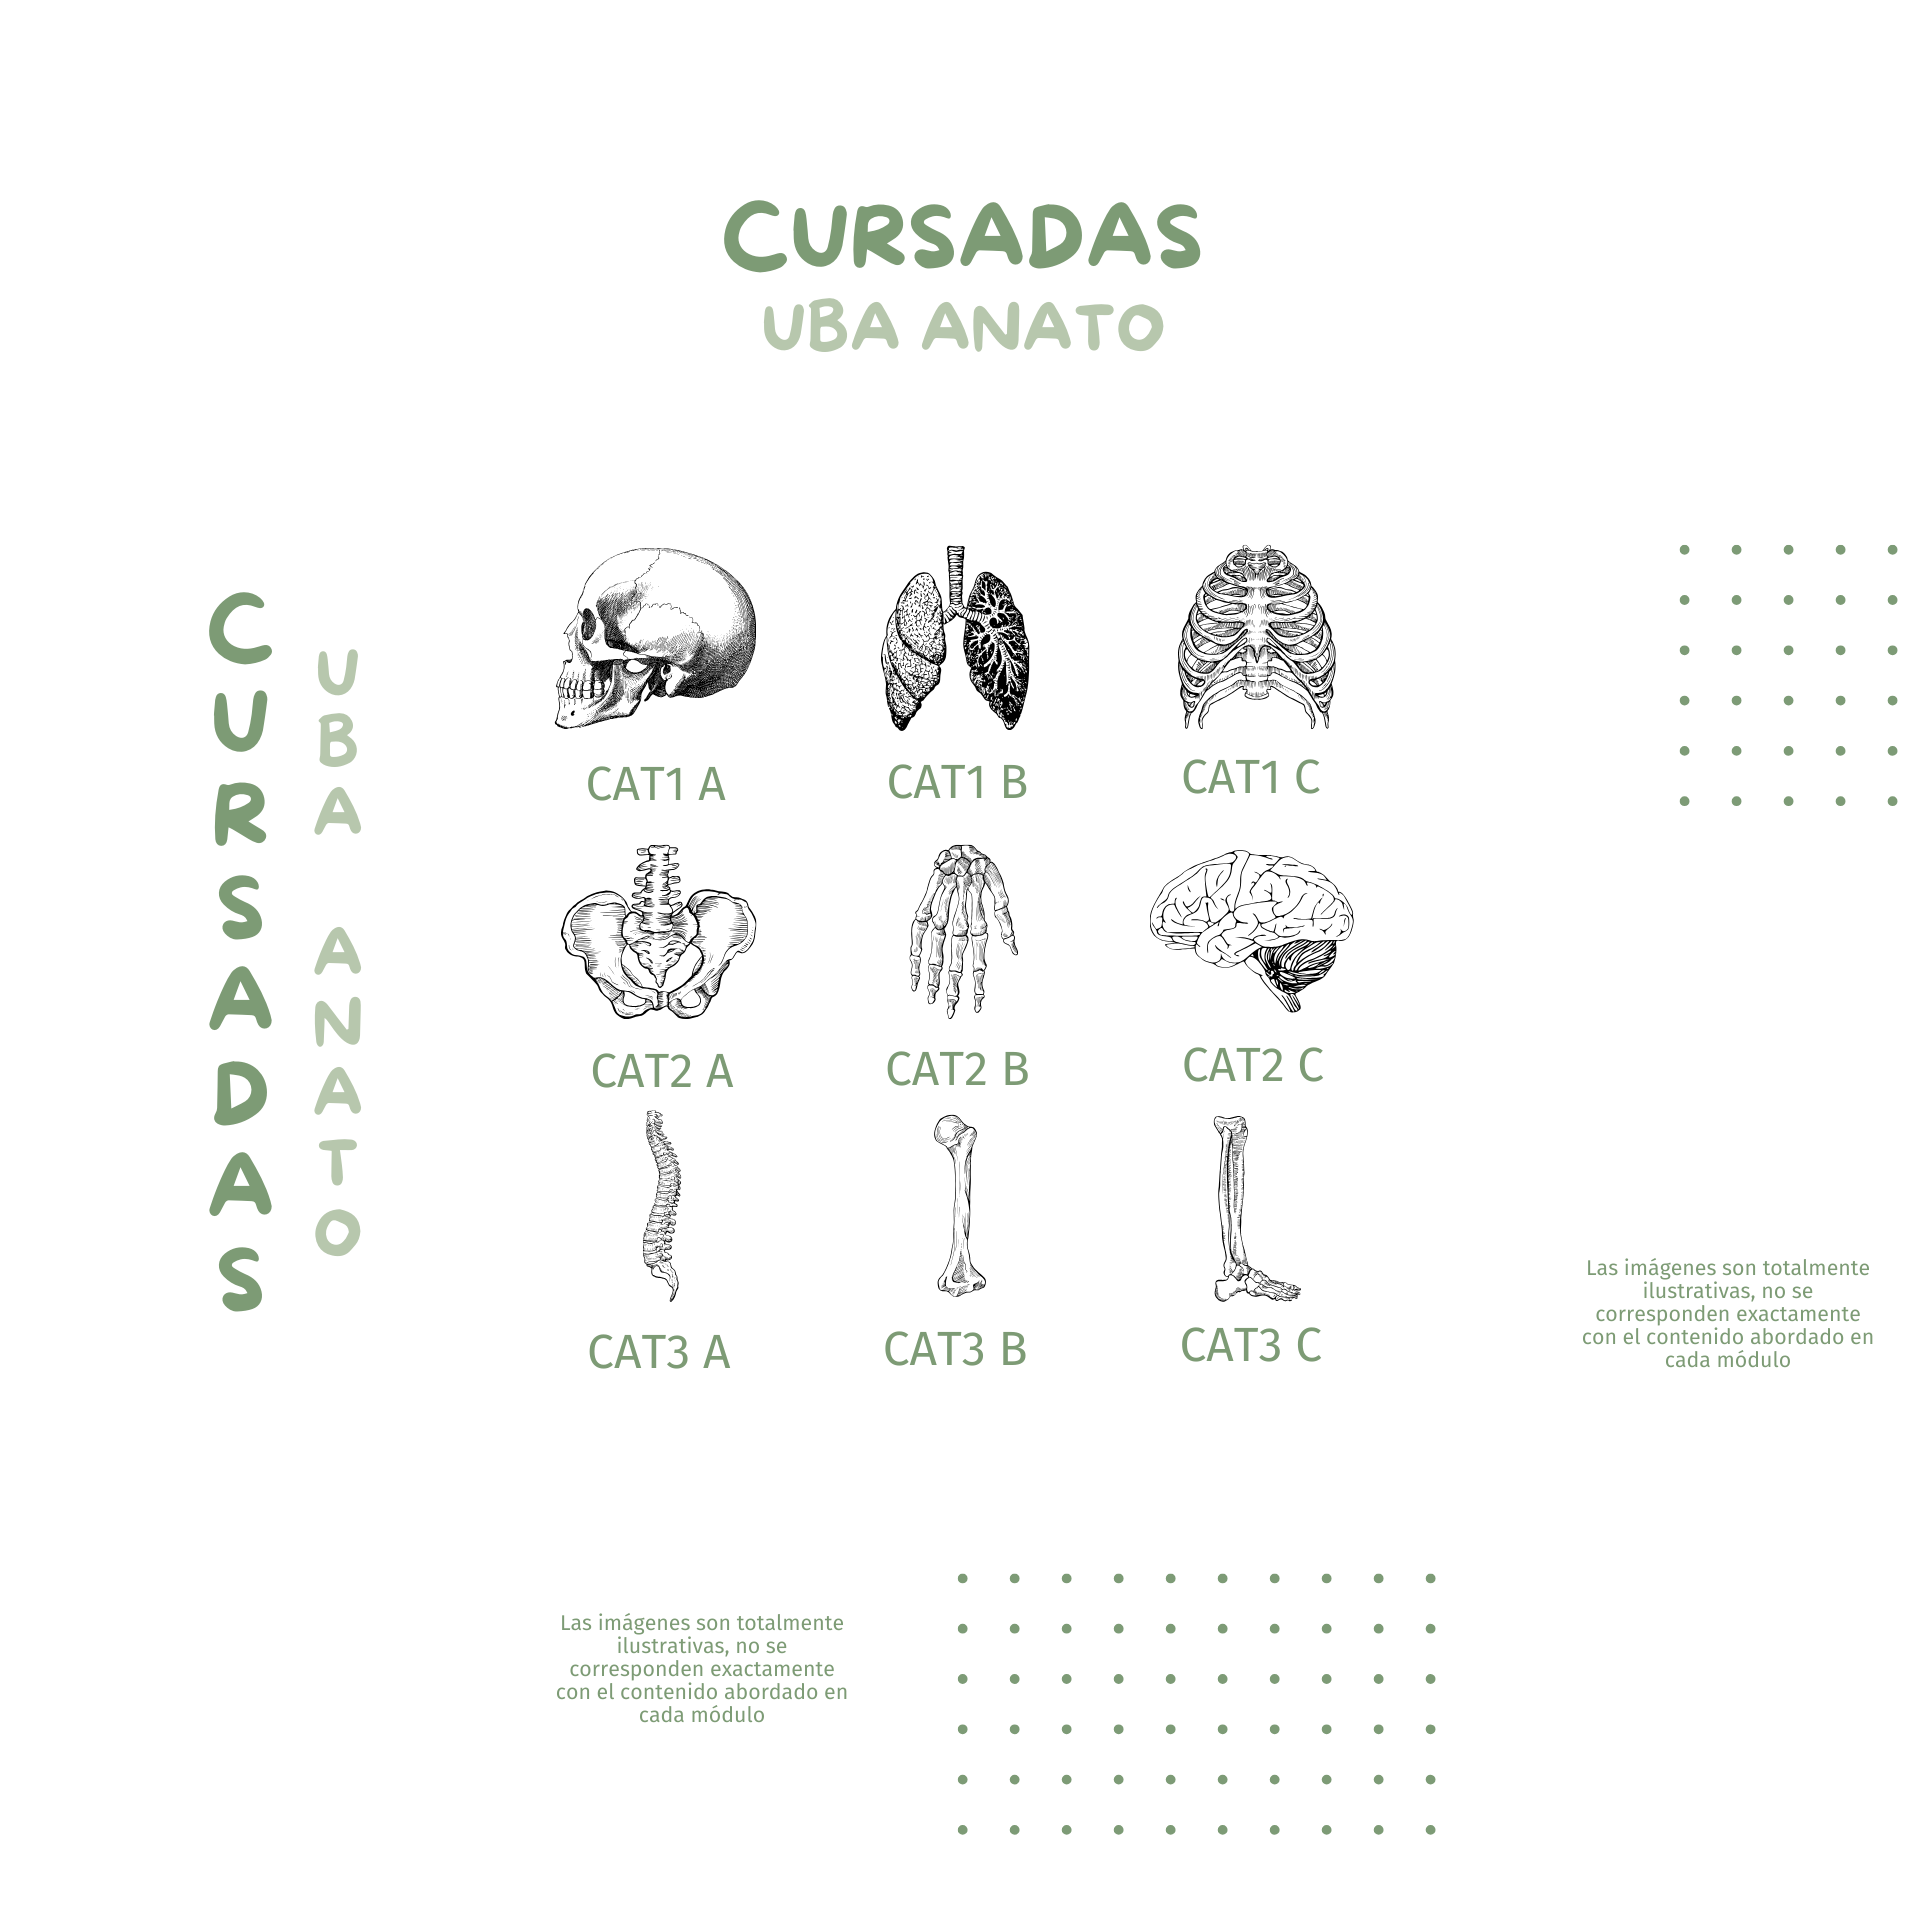 CURSADAS
UBA ANATO
CURSADAS
UBA ANATO
CAT1 A
CAT1 B
CAT1 C
CAT2 A
CAT2 B
CAT2 C
CAT3 A
CAT3 B
CAT3 C
Las imágenes son totalmente
ilustrativas, no se
corresponden exactamente
con el contenido abordado en
cada módulo
Las imágenes son totalmente
ilustrativas, no se
corresponden exactamente
con el contenido abordado en
cada módulo